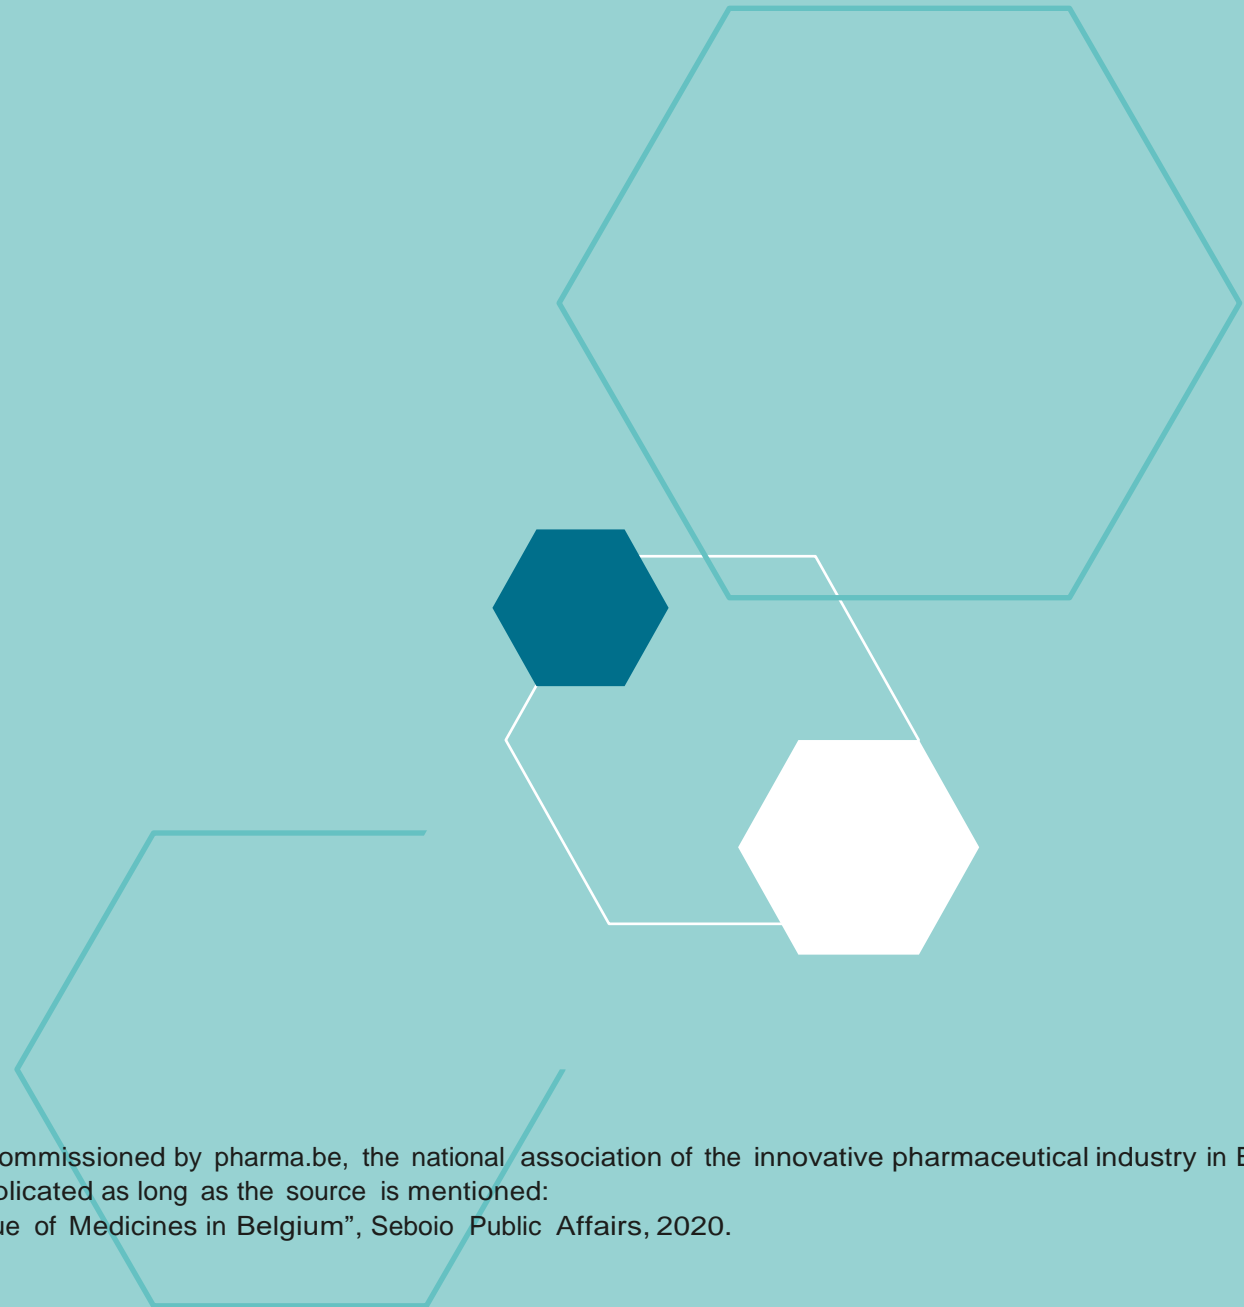 ommissioned by pharma.be, the national association of the innovative pharmaceutical industry in B
plicated as long as the source is mentioned:
ue of Medicines in Belgium”, Seboio Public Affairs, 2020.